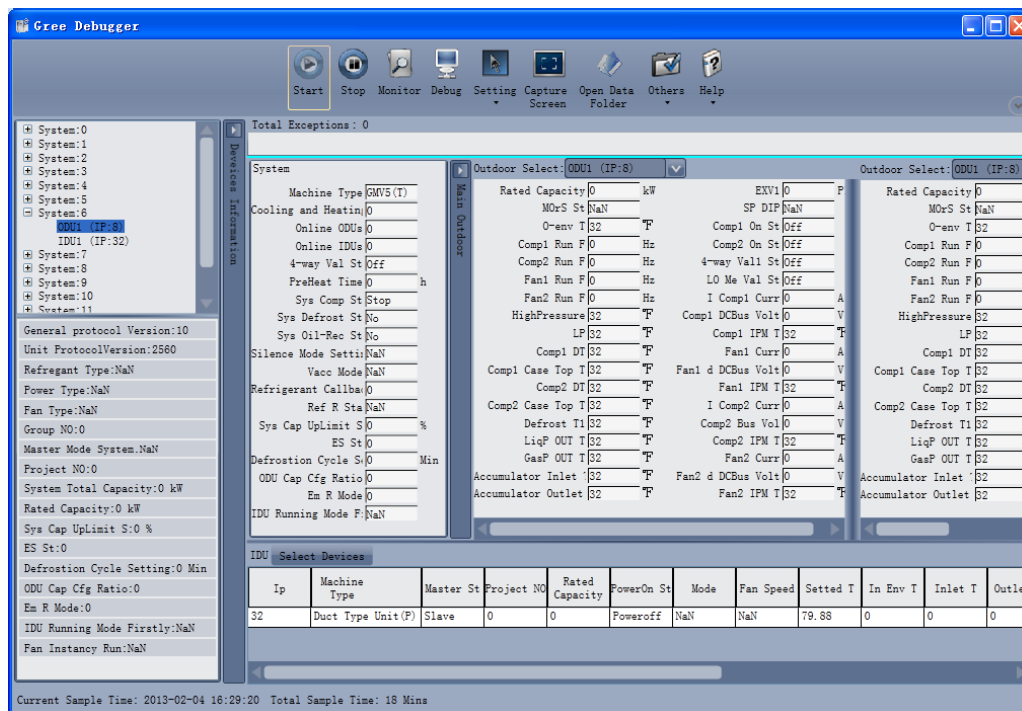 Gree Debugger
Start Stop Monitor Debug Setting Capture Screen Open Data Folder Others Help
System:0
System:1
System:2
System:3
System:4
System:5
System:6
ODU1 (IP:8)
IDU1 (IP:32)
System:7
System:8
System:9
System:10
System:11
General protocol Version:10
Unit ProtocolVersion:2560
Refregant Type:NaN
Power Type:NaN
Fan Type:NaN
Group NO:0
Master Mode System.NaN
Project NO:0
System Total Capacity:0 kW
Rated Capacity:0 kW
Sys Cap UpLimit S:0 %
ES St:0
Defrostion Cycle Setting:0 Min
ODU Cap Cfg Ratio:0
Em R Mode:0
IDU Running Mode Firstly:NaN
Fan Instancy Run:NaN
Devices Information
Total Exceptions: 0
System
Machine Type GMV5(T)
Cooling and Heatin 0
Online ODUs 0
Online IDUs 0
4-way Val St Off
PreHeat Time 0 h
Sys Comp St Stop
Sys Defrost St No
Sys Oil-Rec St No
Silence Mode Setti NaN
Vacc Mode NaN
Refrigerant Callba 0
Ref R Sta NaN
Sys Cap UpLimit S 0 %
ES St 0
Defrostion Cycle S 0 Min
ODU Cap Cfg Ratio 0
Em R Mode 0
IDU Running Mode F: NaN
Main Outdoor
Outdoor Select: ODU1 (IP:8)
Rated Capacity 0 kW
MOrS St NaN
O-env T 32 ℉
Comp1 Run F 0 Hz
Comp2 Run F 0 Hz
Fan1 Run F 0 Hz
Fan2 Run F 0 Hz
HighPressure 32 ℉
LP 32 ℉
Comp1 DT 32 ℉
Comp1 Case Top T 32 ℉
Comp2 DT 32 ℉
Comp2 Case Top T 32 ℉
Defrost T1 32 ℉
LiqP OUT T 32 ℉
GasP OUT T 32 ℉
Accumulator Inlet 32 ℉
Accumulator Outlet 32 ℉
EXV1 0 P
SP DIP NaN
Comp1 On St Off
Comp2 On St Off
4-way Val1 St Off
LO Me Val St Off
I Comp1 Curr 0 A
Comp1 DCBus Volt 0 V
Comp1 IPM T 32 ℉
Fan1 Curr 0 A
Fan1 d DCBus Volt 0 V
Fan1 IPM T 32 ℉
I Comp2 Curr 0 A
Comp2 Bus Vol 0 V
Comp2 IPM T 32 ℉
Fan2 Curr 0 A
Fan2 d DCBus Volt 0 V
Fan2 IPM T 32 ℉
Outdoor Select: ODU1 (IP:8)
Rated Capacity 0
MOrS St NaN
O-env T 32
Comp1 Run F 0
Comp2 Run F 0
Fan1 Run F 0
Fan2 Run F 0
HighPressure 32
LP 32
Comp1 DT 32
Comp1 Case Top T 32
Comp2 DT 32
Comp2 Case Top T 32
Defrost T1 32
LiqP OUT T 32
GasP OUT T 32
Accumulator Inlet 32
Accumulator Outlet 32
IDU Select Devices
Ip Machine Type Master St Project NO Rated Capacity PowerOn St Mode Fan Speed Setted T In Env T Inlet T Outle
32 Duct Type Unit(P) Slave 0 0 Poweroff NaN NaN 79.88 0 0 0
Current Sample Time: 2013-02-04 16:29:20 Total Sample Time: 18 Mins